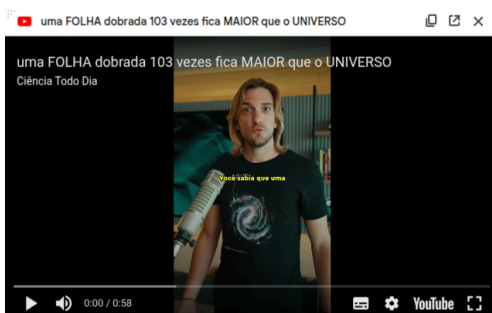 uma FOLHA dobrada 103 vezes fica MAIOR que o UNIVERSO
uma FOLHA dobrada 103 vezes fica MAIOR que o UNIVERSO
Ciência Todo Dia
Você sabia que uma
0:00 / 0:58
YouTube